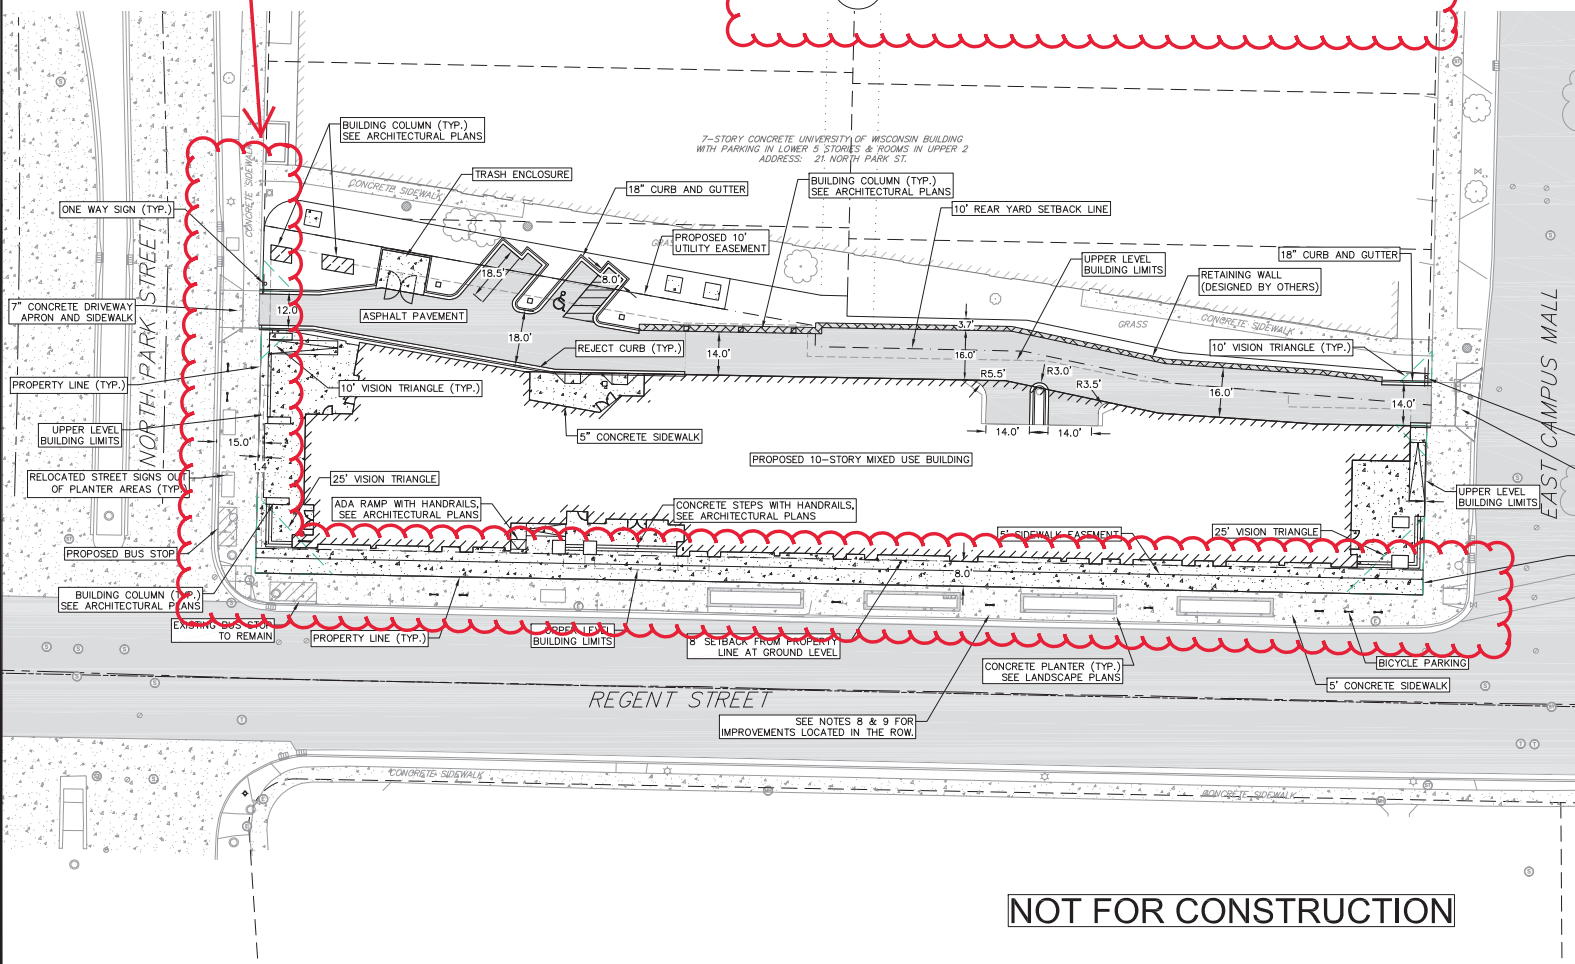 7-STORY CONCRETE UNIVERSITY OF WISCONSIN BUILDING
WITH PARKING IN LOWER 5 STORIES & ROOMS IN UPPER 2
ADDRESS: 21 NORTH PARK ST.
BUILDING COLUMN (TYP.)
SEE ARCHITECTURAL PLANS
CONCRETE SIDEWALK
CONCRETE SIDEWALK
TRASH ENCLOSURE
18" CURB AND GUTTER
BUILDING COLUMN (TYP.)
SEE ARCHITECTURAL PLANS
10' REAR YARD SETBACK LINE
ONE WAY SIGN (TYP.)
GRASS
PROPOSED 10'
UTILITY EASEMENT
UPPER LEVEL
BUILDING LIMITS
18" CURB AND GUTTER
RETAINING WALL
(DESIGNED BY OTHERS)
18.5'
8.0'
7" CONCRETE DRIVEWAY
APRON AND SIDEWALK
12.0'
ASPHALT PAVEMENT
GRASS
CONCRETE SIDEWALK
3.7'
18.0'
REJECT CURB (TYP.)
14.0'
16.0'
10' VISION TRIANGLE (TYP.)
R5.5'
R3.0'
R3.5'
16.0'
14.0'
PROPERTY LINE (TYP.)
10' VISION TRIANGLE (TYP.)
NORTH PARK STREET
EAST CAMPUS MALL
UPPER LEVEL
BUILDING LIMITS
15.0'
1.4'
5" CONCRETE SIDEWALK
14.0'
14.0'
PROPOSED 10-STORY MIXED USE BUILDING
RELOCATED STREET SIGNS OUT
OF PLANTER AREAS (TYP.)
25' VISION TRIANGLE
ADA RAMP WITH HANDRAILS,
SEE ARCHITECTURAL PLANS
CONCRETE STEPS WITH HANDRAILS,
SEE ARCHITECTURAL PLANS
5' SIDEWALK EASEMENT
25' VISION TRIANGLE
UPPER LEVEL
BUILDING LIMITS
PROPOSED BUS STOP
8.0'
BUILDING COLUMN (TYP.)
SEE ARCHITECTURAL PLANS
EXISTING BUS STOP
TO REMAIN
PROPERTY LINE (TYP.)
UPPER LEVEL
BUILDING LIMITS
8' SETBACK FROM PROPERTY
LINE AT GROUND LEVEL
CONCRETE PLANTER (TYP.)
SEE LANDSCAPE PLANS
BICYCLE PARKING
5' CONCRETE SIDEWALK
REGENT STREET
SEE NOTES 8 & 9 FOR
IMPROVEMENTS LOCATED IN THE ROW.
CONCRETE SIDEWALK
CONCRETE SIDEWALK
NOT FOR CONSTRUCTION